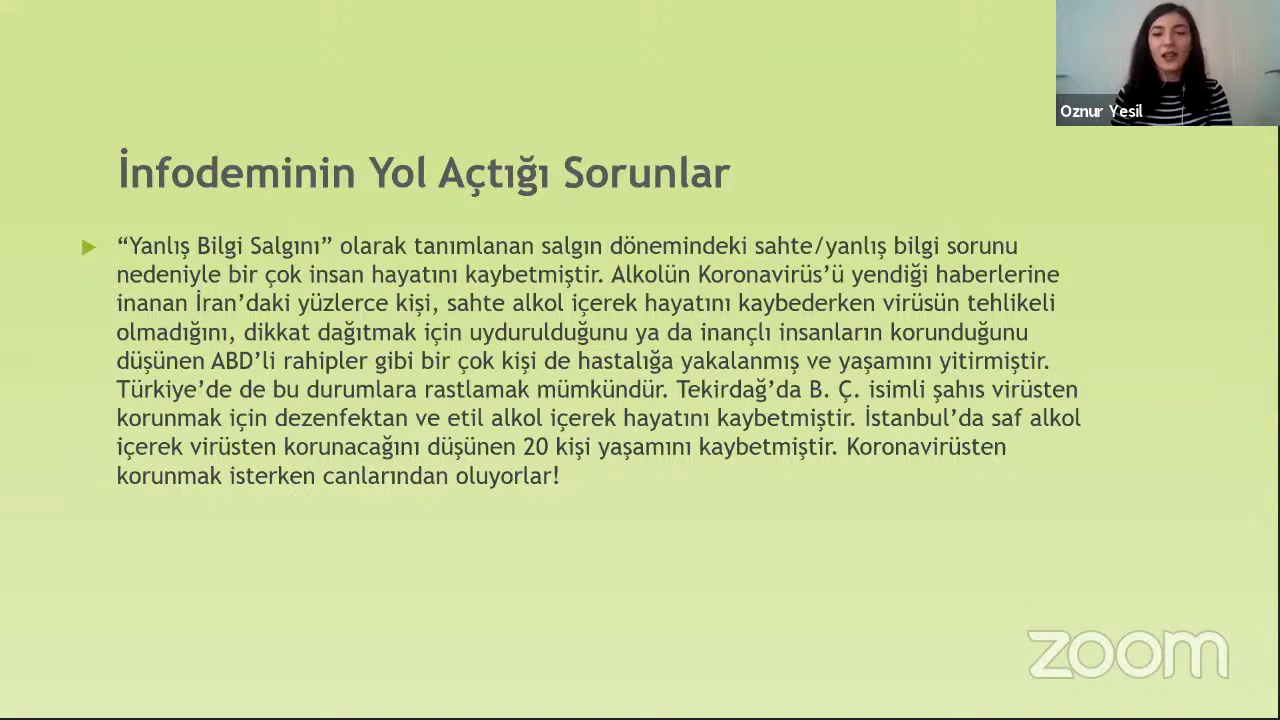 Oznur Yesil
İnfodeminin Yol Açtığı Sorunlar
“Yanlış Bilgi Salgını” olarak tanımlanan salgın dönemindeki sahte/yanlış bilgi sorunu
nedeniyle bir çok insan hayatını kaybetmiştir. Alkolün Koronavirüs’ü yendiği haberlerine
inanan İran’daki yüzlerce kişi, sahte alkol içerek hayatını kaybederken virüsün tehlikeli
olmadığını, dikkat dağıtmak için uydurulduğunu ya da inançlı insanların korunduğunu
düşünen ABD’li rahipler gibi bir çok kişi de hastalığa yakalanmış ve yaşamını yitirmiştir.
Türkiye’de de bu durumlara rastlamak mümkündür. Tekirdağ’da B. Ç. isimli şahıs virüsten
korunmak için dezenfektan ve etil alkol içerek hayatını kaybetmiştir. İstanbul’da saf alkol
içerek virüsten korunacağını düşünen 20 kişi yaşamını kaybetmiştir. Koronavirüsten
korunmak isterken canlarından oluyorlar!
zoom